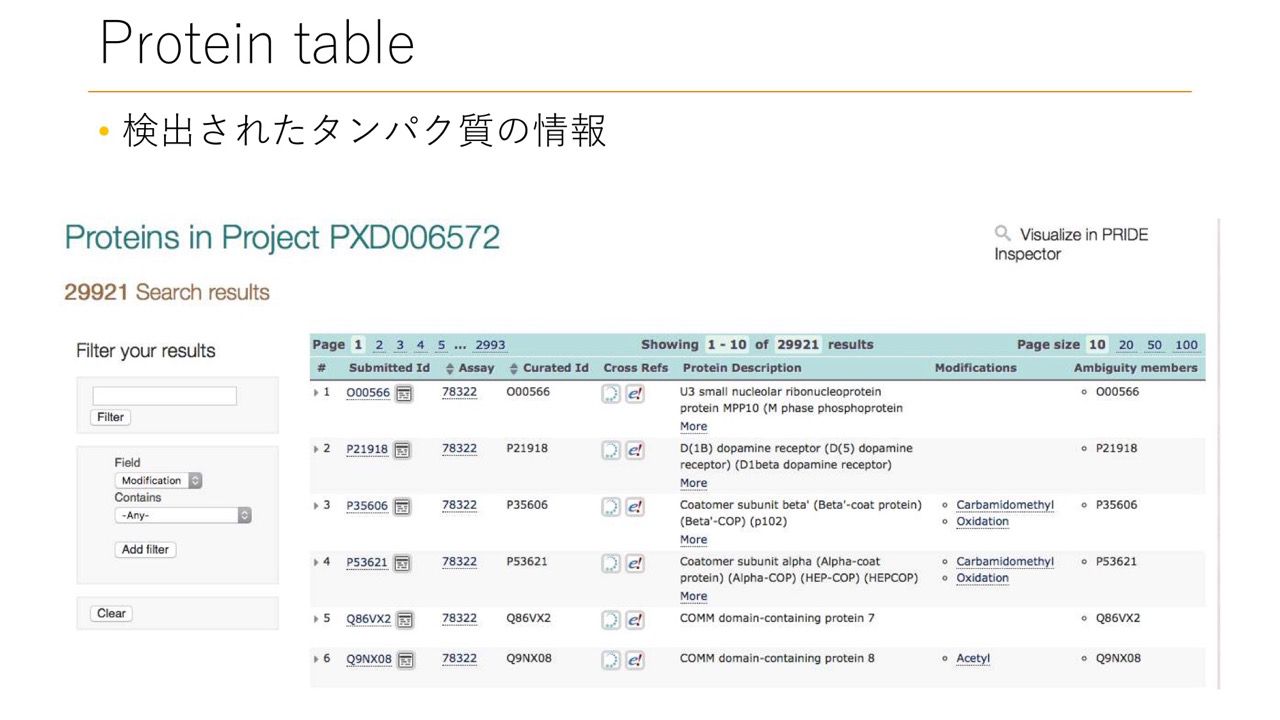 Protein table
• 検出されたタンパク質の情報
Proteins in Project PXD006572
Visualize in PRIDE
Inspector
29921 Search results
Filter your results
Filter
Field
Modification
Contains
-Any-
Add filter
Clear
Page 1 2 3 4 5 ... 2993 Showing 1 - 10 of 29921 results Page size 10 20 50 100
# Submitted Id Assay Curated Id Cross Refs Protein Description Modifications Ambiguity members
1 O00566 78322 O00566 U3 small nucleolar ribonucleoprotein O00566
protein MPP10 (M phase phosphoprotein
More
2 P21918 78322 P21918 D(1B) dopamine receptor (D(5) dopamine P21918
receptor) (D1beta dopamine receptor)
More
3 P35606 78322 P35606 Coatomer subunit beta' (Beta'-coat protein) Carbamidomethyl P35606
(Beta'-COP) (p102) Oxidation
More
4 P53621 78322 P53621 Coatomer subunit alpha (Alpha-coat Carbamidomethyl P53621
protein) (Alpha-COP) (HEP-COP) (HEPCOP) Oxidation
More
5 Q86VX2 78322 Q86VX2 COMM domain-containing protein 7 Q86VX2
6 Q9NX08 78322 Q9NX08 COMM domain-containing protein 8 Acetyl Q9NX08